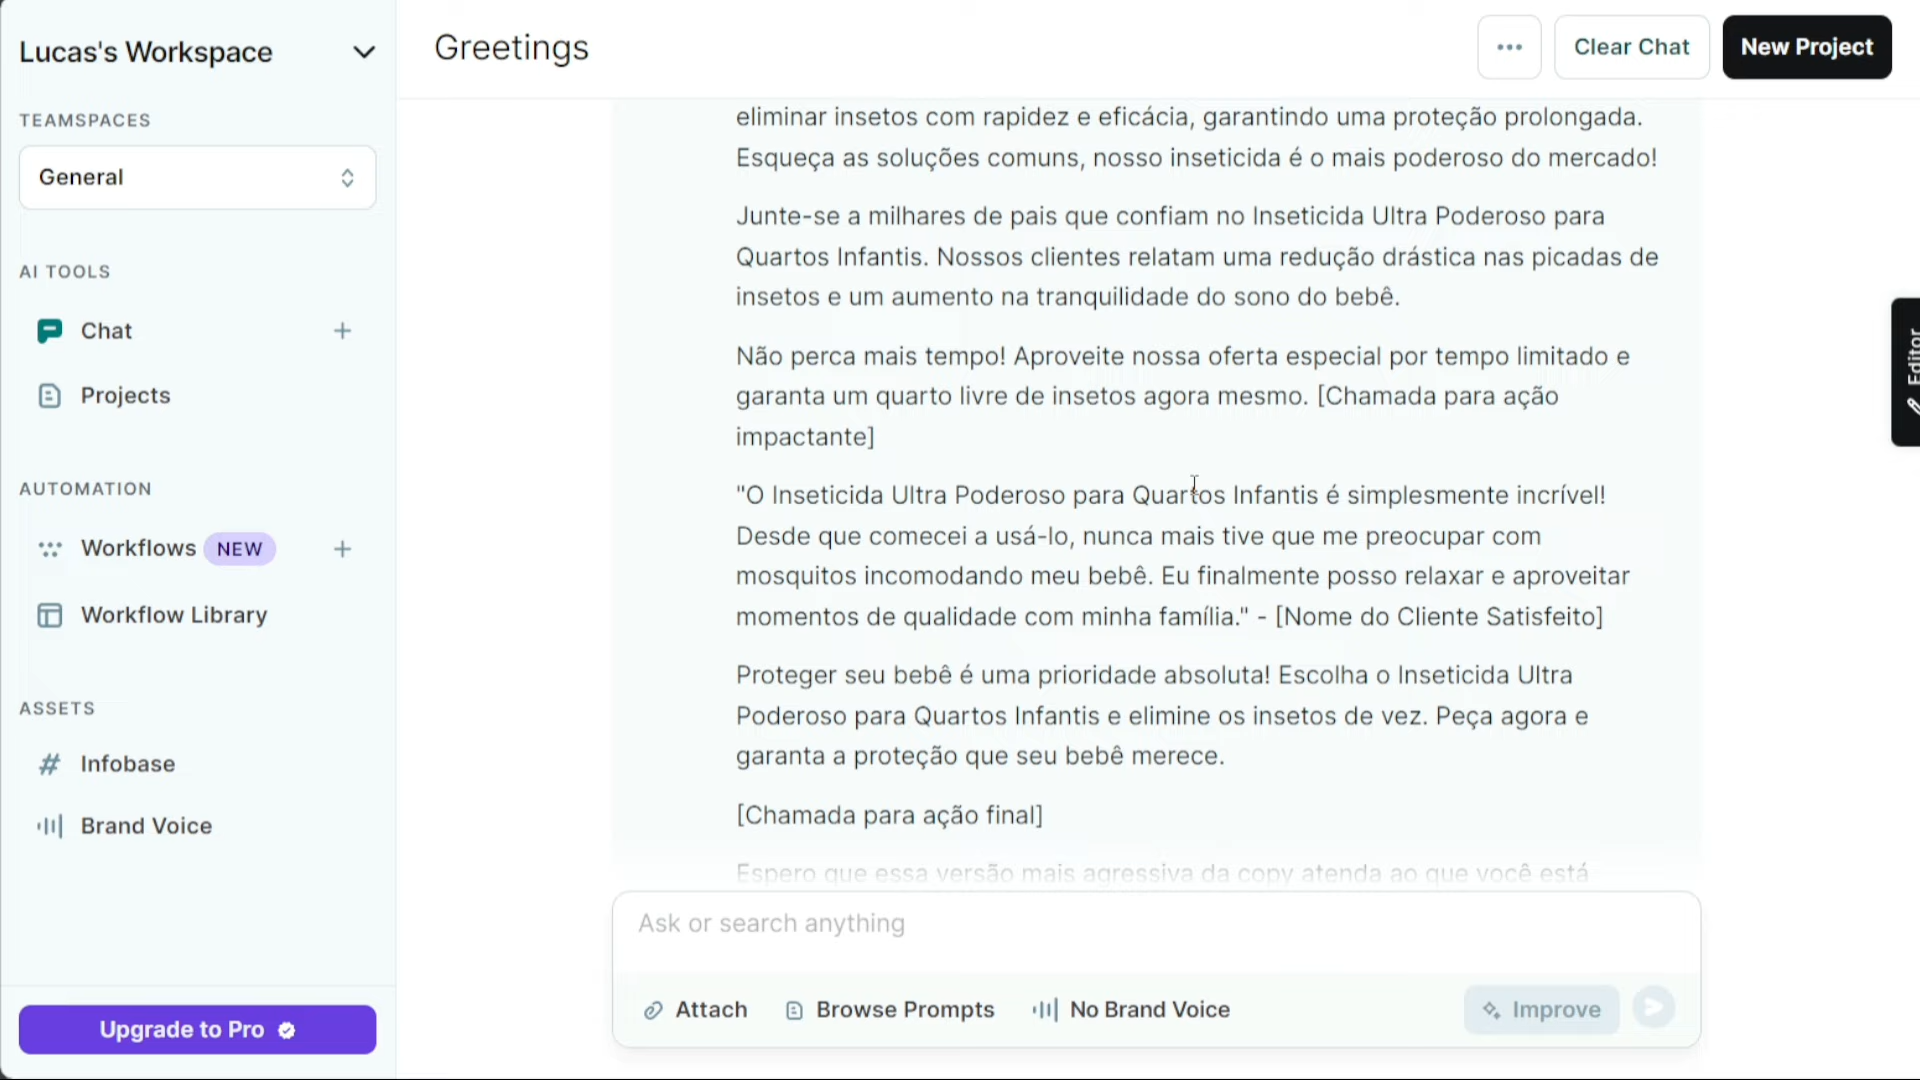 Lucas's Workspace
TEAMSPACES
General
AI TOOLS
Chat
Projects
AUTOMATION
Workflows NEW
Workflow Library
ASSETS
Infobase
Brand Voice
Upgrade to Pro
Greetings
Clear Chat
New Project
eliminar insetos com rapidez e eficácia, garantindo uma proteção prolongada.
Esqueça as soluções comuns, nosso inseticida é o mais poderoso do mercado!
Junte-se a milhares de pais que confiam no Inseticida Ultra Poderoso para
Quartos Infantis. Nossos clientes relatam uma redução drástica nas picadas de
insetos e um aumento na tranquilidade do sono do bebê.
Não perca mais tempo! Aproveite nossa oferta especial por tempo limitado e
garanta um quarto livre de insetos agora mesmo. [Chamada para ação
impactante]
"O Inseticida Ultra Poderoso para Quartos Infantis é simplesmente incrível!
Desde que comecei a usá-lo, nunca mais tive que me preocupar com
mosquitos incomodando meu bebê. Eu finalmente posso relaxar e aproveitar
momentos de qualidade com minha família." - [Nome do Cliente Satisfeito]
Proteger seu bebê é uma prioridade absoluta! Escolha o Inseticida Ultra
Poderoso para Quartos Infantis e elimine os insetos de vez. Peça agora e
garanta a proteção que seu bebê merece.
[Chamada para ação final]
Espero que essa versão mais agressiva da copy atenda ao que você está
Ask or search anything
Attach
Browse Prompts
No Brand Voice
Improve
Editor